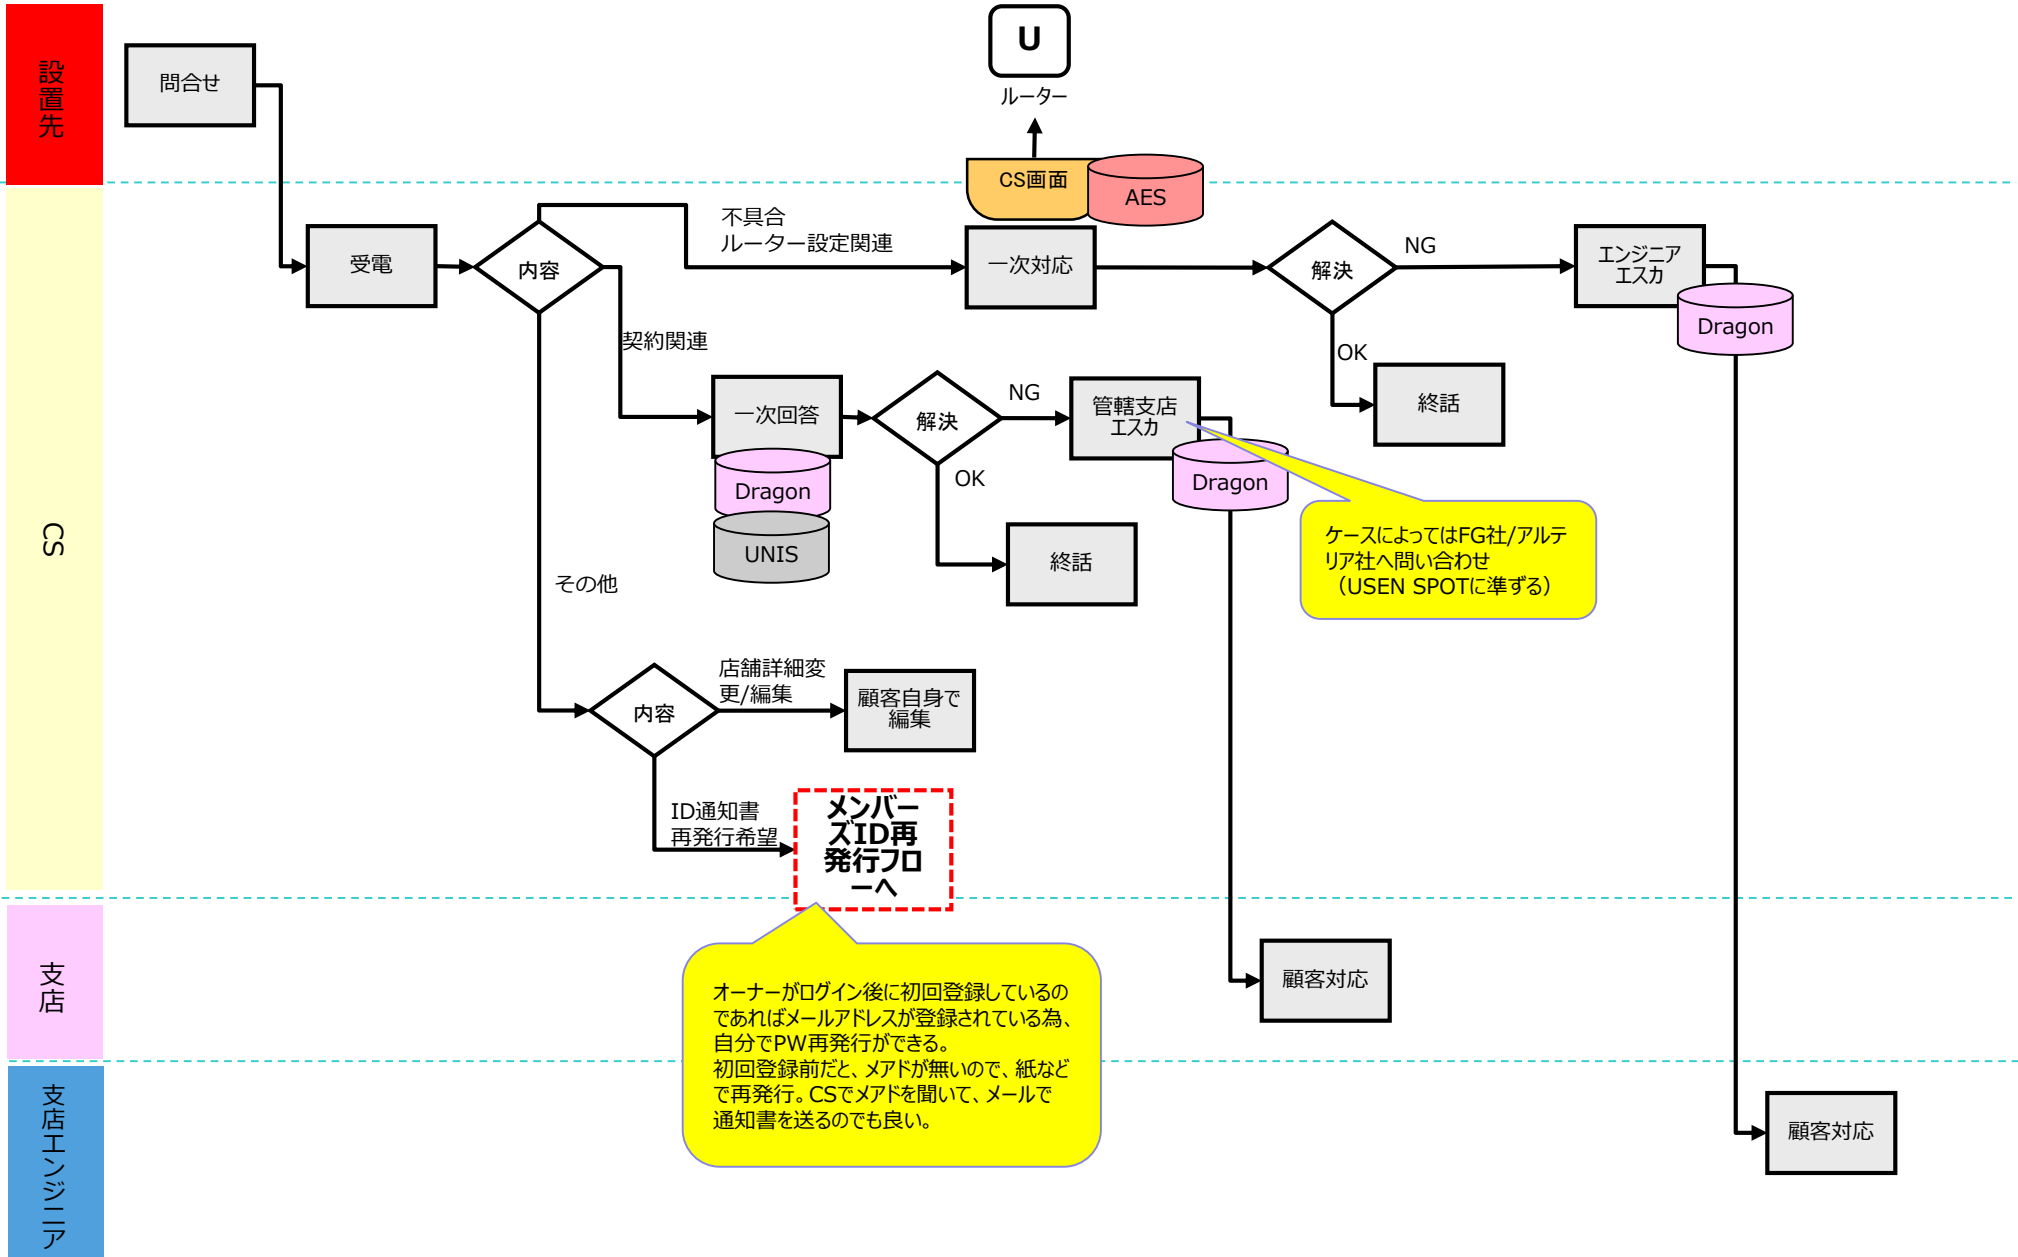 設置先
問合せ
U
ルーター
CS画面
AES
CS
受電
内容
不具合
ルーター設定関連
一次対応
解決
NG
エンジニア
エスカ
Dragon
OK
終話
契約関連
一次回答
Dragon
UNIS
解決
NG
管轄支店
エスカ
Dragon
OK
終話
ケースによってはFG社/アルテ
リア社へ問い合わせ
（USEN SPOTに準ずる）
その他
内容
店舗詳細変
更/編集
顧客自身で
編集
ID通知書
再発行希望
メンバー
ズID再
発行フロ
ーへ
支店
顧客対応
オーナーがログイン後に初回登録しているの
であればメールアドレスが登録されている為、
自分でPW再発行ができる。
初回登録前だと、メアドが無いので、紙など
で再発行。CSでメアドを聞いて、メールで
通知書を送るのでも良い。
支店エンジニア
顧客対応